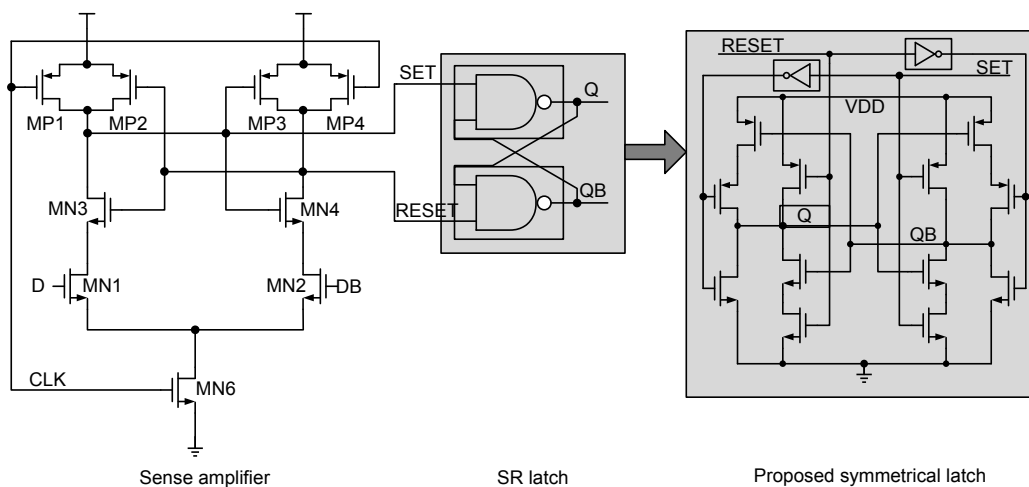 MP1
MP2
MP3
MP4
MN3
MN4
D
MN1
MN2
DB
CLK
MN6
Sense amplifier
SET
RESET
Q
QB
SR latch
RESET
SET
VDD
Q
QB
Proposed symmetrical latch